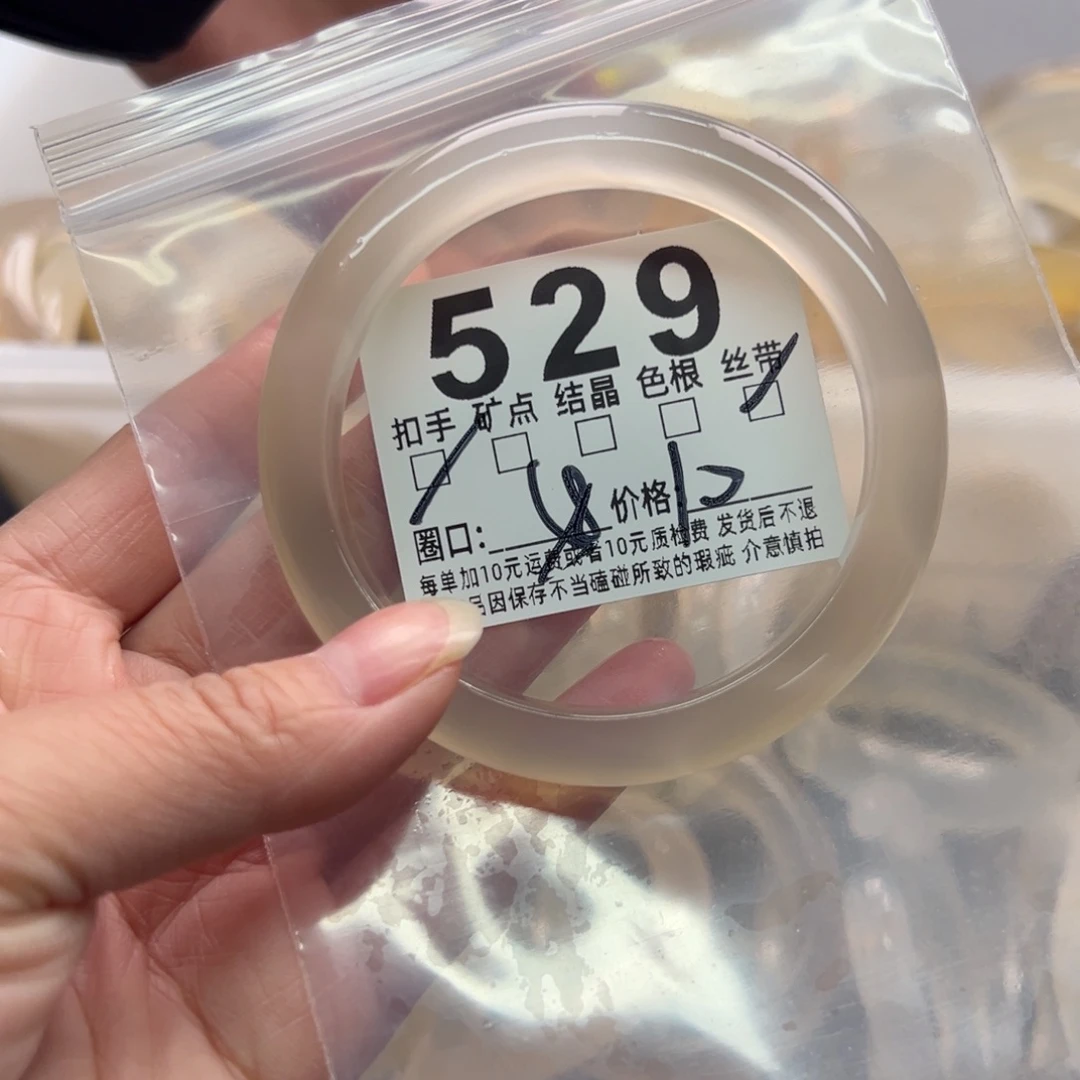 529
扣手 矿点 结晶 色根 丝带
圈口: 价格
每单加10元运费或者10元质检费 发货后不退
因保存不当磕碰所致的瑕疵 介意慎拍